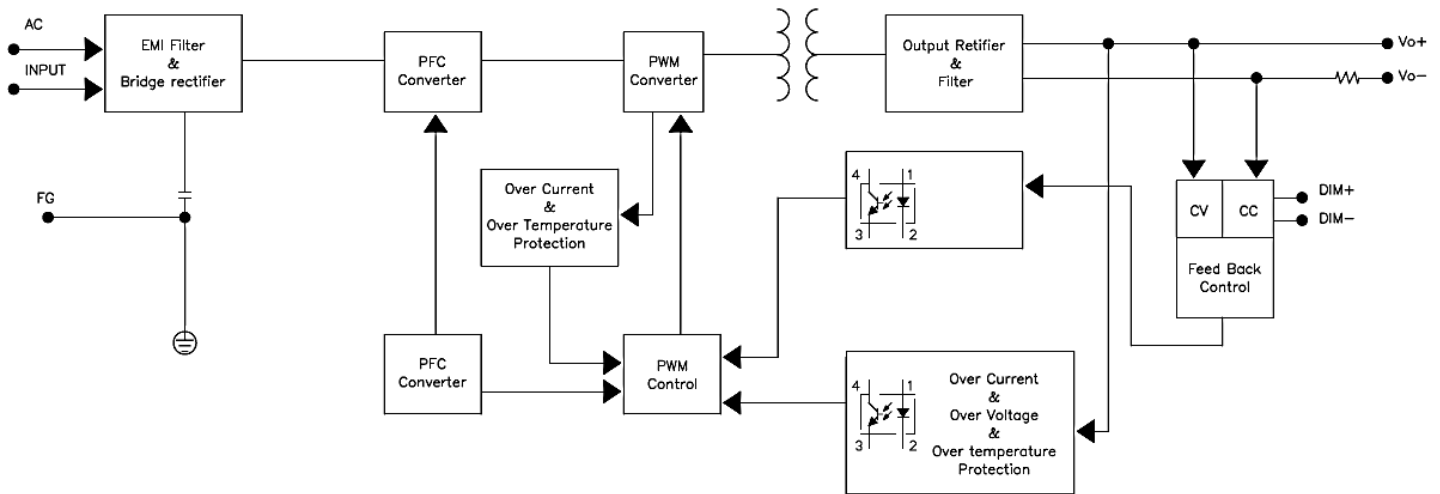 AC
INPUT
EMI Filter
&
Bridge rectifier
FG
PFC
Converter
PWM
Converter
Output Retifier
&
Filter
Vo+
Vo-
Over Current
&
Over Temperature
Protection
4 1
3 2
CV CC
DIM+
DIM-
Feed Back
Control
PFC
Converter
PWM
Control
4 1
3 2
Over Current
&
Over Voltage
&
Over temperature
Protection